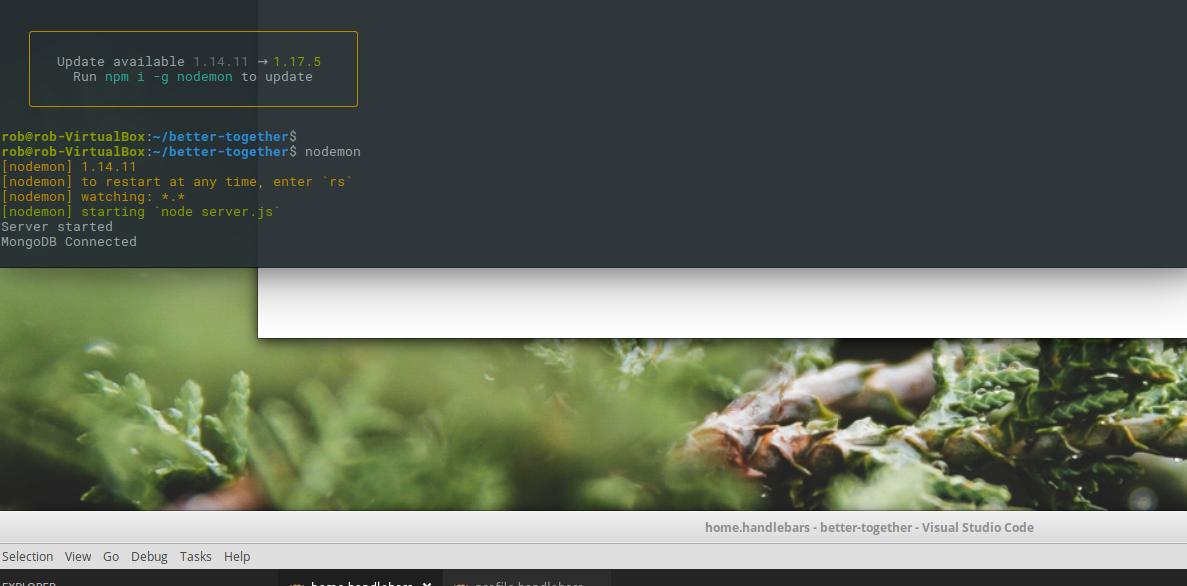 Update available 1.14.11 → 1.17.5
Run npm i -g nodemon to update
rob@rob-VirtualBox:~/better-together$
rob@rob-VirtualBox:~/better-together$ nodemon
[nodemon] 1.14.11
[nodemon] to restart at any time, enter `rs`
[nodemon] watching: *.*
[nodemon] starting `node server.js`
Server started
MongoDB Connected
home.handlebars - better-together - Visual Studio Code
Selection View Go Debug Tasks Help
EXPLORER home.handlebars profile.handlebars